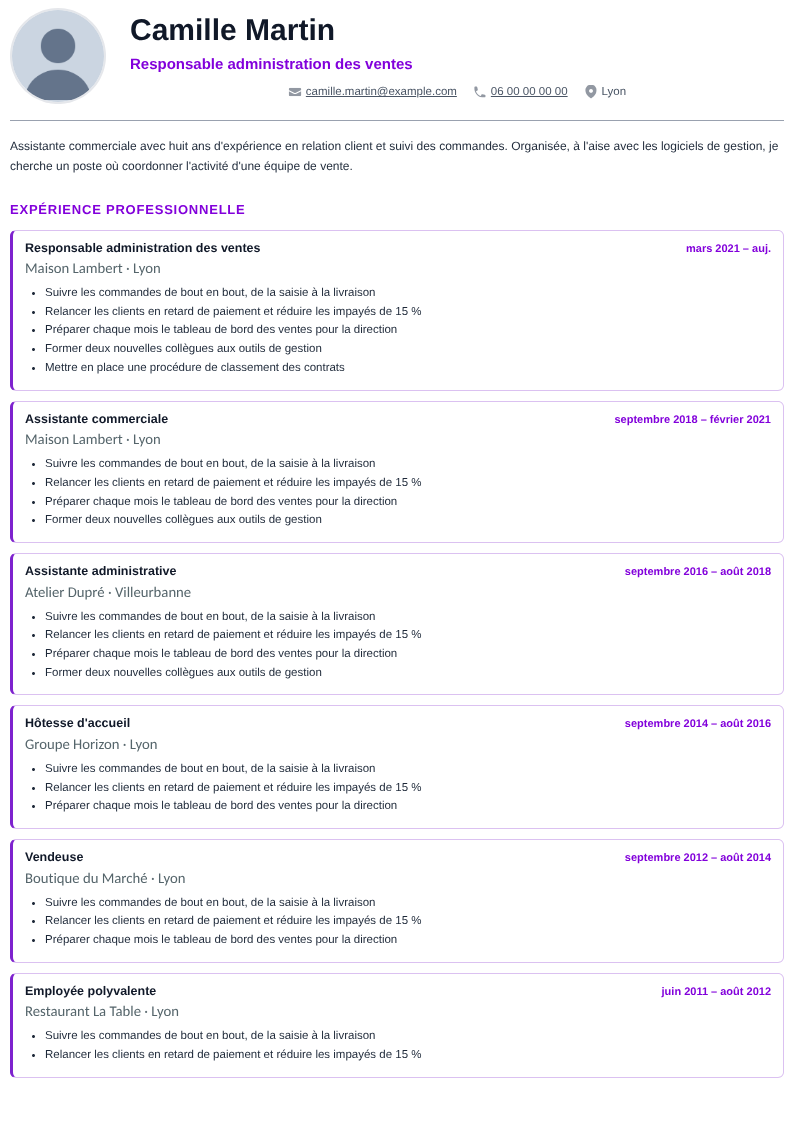 Camille Martin
Responsable administration des ventes
camille.martin@example.com 06 00 00 00 00 Lyon
Assistante commerciale avec huit ans d'expérience en relation client et suivi des commandes. Organisée, à l'aise avec les logiciels de gestion, je
cherche un poste où coordonner l'activité d'une équipe de vente.
EXPÉRIENCE PROFESSIONNELLE
Responsable administration des ventes mars 2021 – auj.
Maison Lambert · Lyon
• Suivre les commandes de bout en bout, de la saisie à la livraison
• Relancer les clients en retard de paiement et réduire les impayés de 15 %
• Préparer chaque mois le tableau de bord des ventes pour la direction
• Former deux nouvelles collègues aux outils de gestion
• Mettre en place une procédure de classement des contrats
Assistante commerciale septembre 2018 – février 2021
Maison Lambert · Lyon
• Suivre les commandes de bout en bout, de la saisie à la livraison
• Relancer les clients en retard de paiement et réduire les impayés de 15 %
• Préparer chaque mois le tableau de bord des ventes pour la direction
• Former deux nouvelles collègues aux outils de gestion
Assistante administrative septembre 2016 – août 2018
Atelier Dupré · Villeurbanne
• Suivre les commandes de bout en bout, de la saisie à la livraison
• Relancer les clients en retard de paiement et réduire les impayés de 15 %
• Préparer chaque mois le tableau de bord des ventes pour la direction
• Former deux nouvelles collègues aux outils de gestion
Hôtesse d'accueil septembre 2014 – août 2016
Groupe Horizon · Lyon
• Suivre les commandes de bout en bout, de la saisie à la livraison
• Relancer les clients en retard de paiement et réduire les impayés de 15 %
• Préparer chaque mois le tableau de bord des ventes pour la direction
Vendeuse septembre 2012 – août 2014
Boutique du Marché · Lyon
• Suivre les commandes de bout en bout, de la saisie à la livraison
• Relancer les clients en retard de paiement et réduire les impayés de 15 %
• Préparer chaque mois le tableau de bord des ventes pour la direction
Employée polyvalente juin 2011 – août 2012
Restaurant La Table · Lyon
• Suivre les commandes de bout en bout, de la saisie à la livraison
• Relancer les clients en retard de paiement et réduire les impayés de 15 %